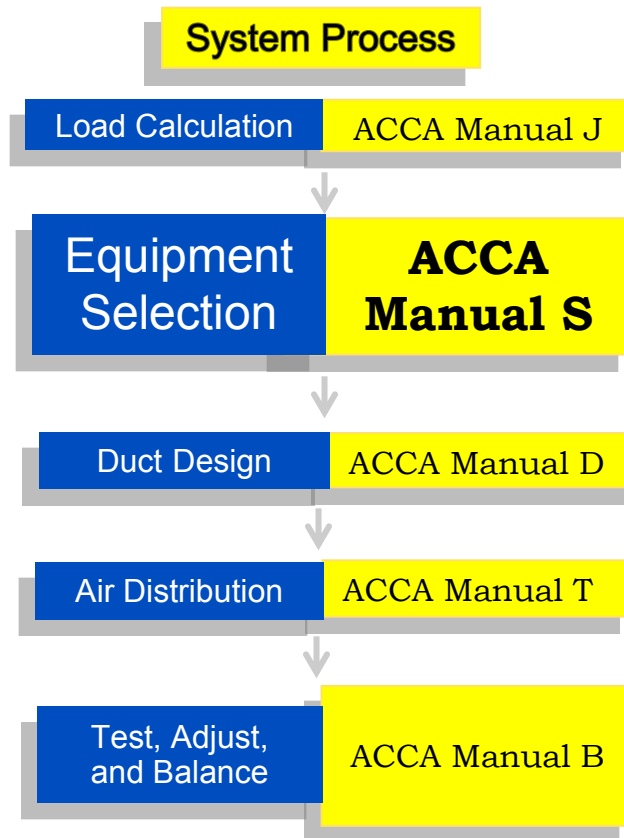 System Process
Load Calculation
ACCA Manual J
Equipment
Selection
ACCA
Manual S
Duct Design
ACCA Manual D
Air Distribution
ACCA Manual T
Test, Adjust,
and Balance
ACCA Manual B